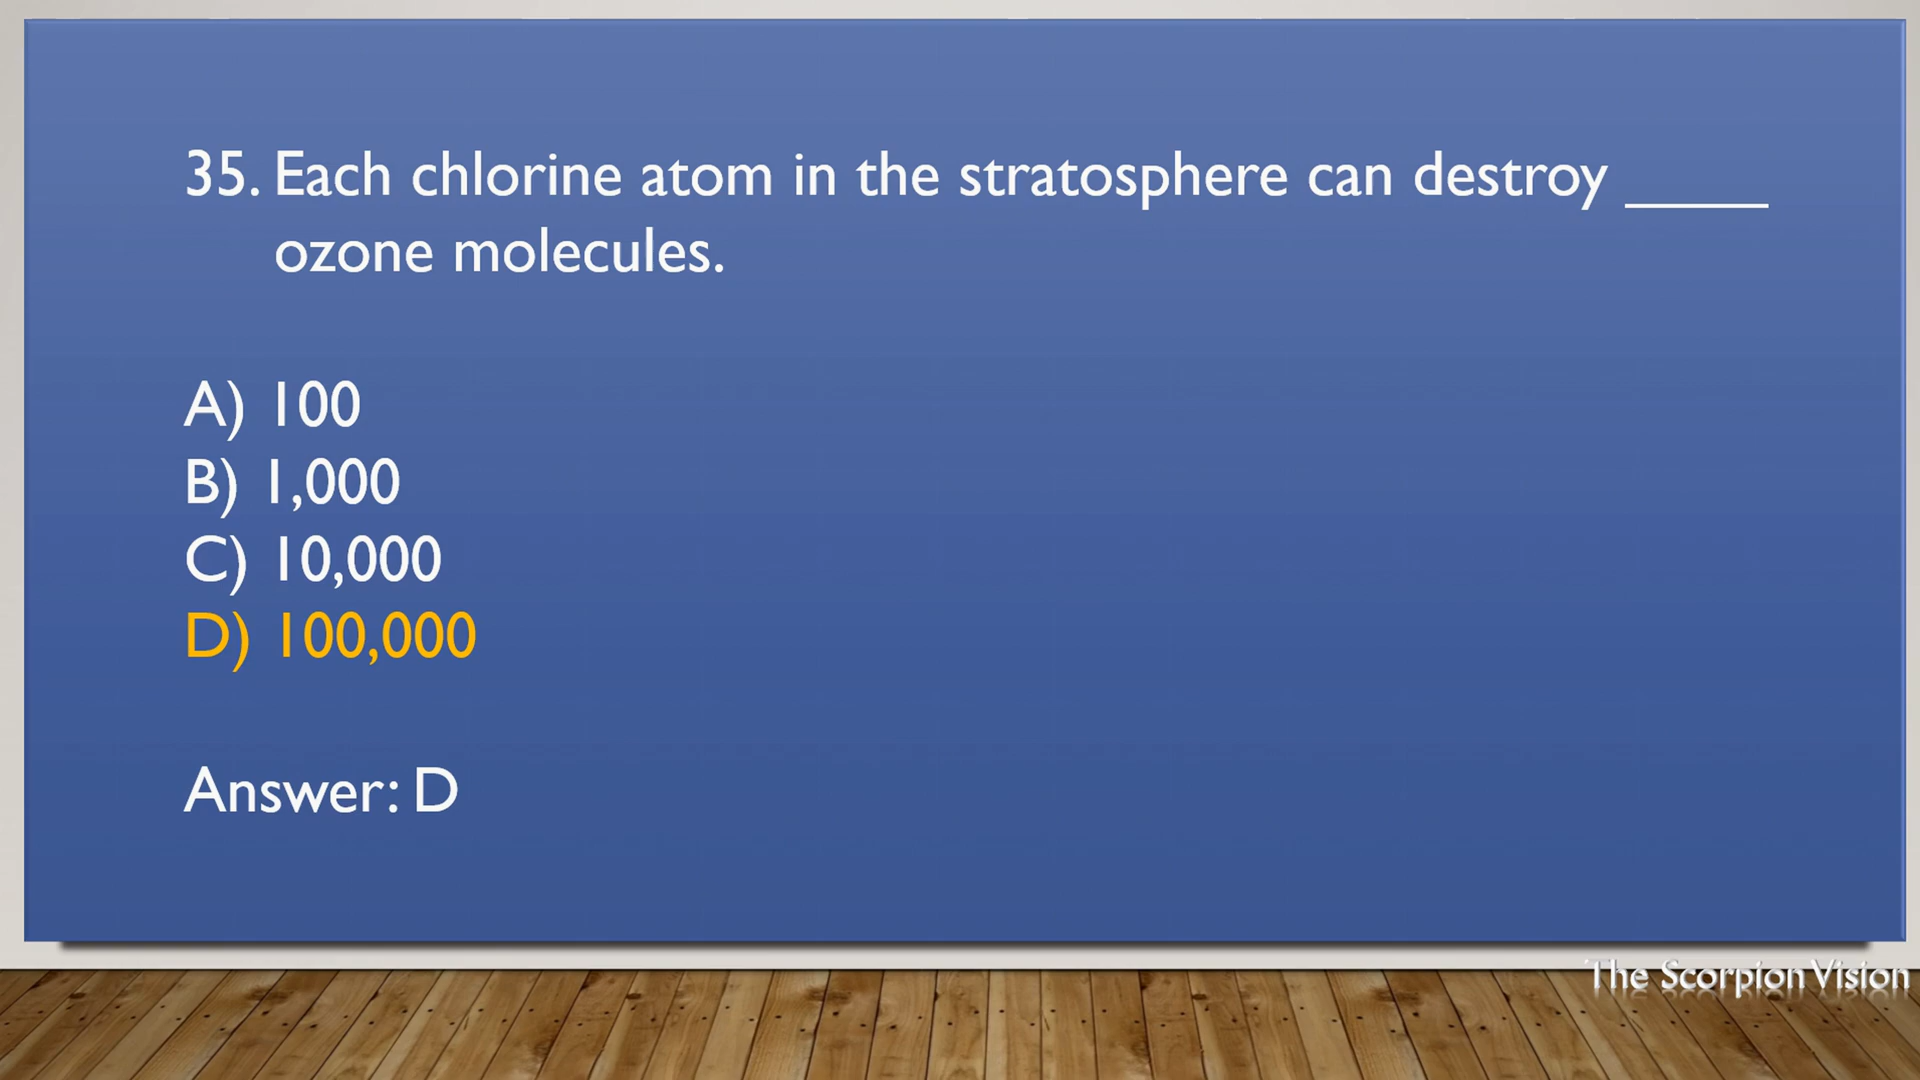 35. Each chlorine atom in the stratosphere can destroy _____
ozone molecules.
A) 100
B) 1,000
C) 10,000
D) 100,000
Answer: D
The Scorpion Vision